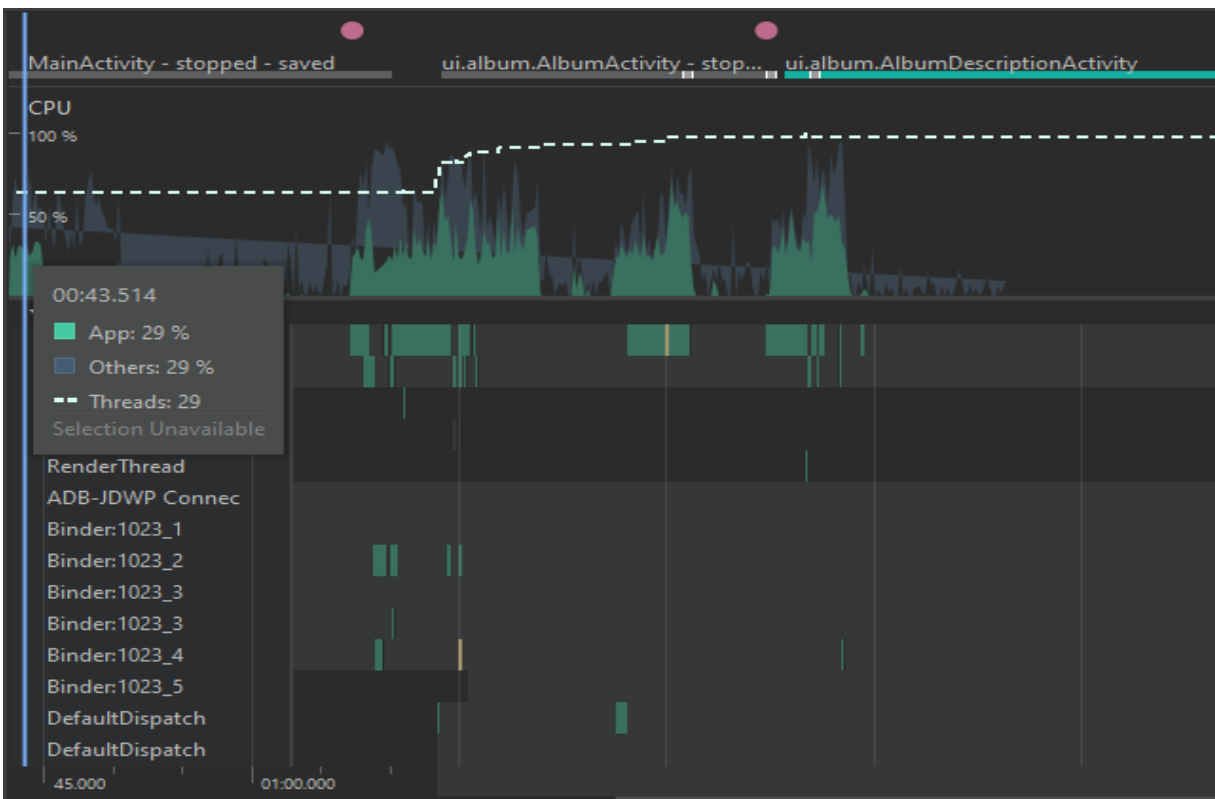 MainActivity - stopped - saved
ui.album.AlbumActivity - stop...
ui.album.AlbumDescriptionActivity
CPU
100 %
50 %
00:43.514
App: 29 %
Others: 29 %
Threads: 29
Selection Unavailable
RenderThread
ADB-JDWP Connec
Binder:1023_1
Binder:1023_2
Binder:1023_3
Binder:1023_3
Binder:1023_4
Binder:1023_5
DefaultDispatch
DefaultDispatch
45.000
01:00.000